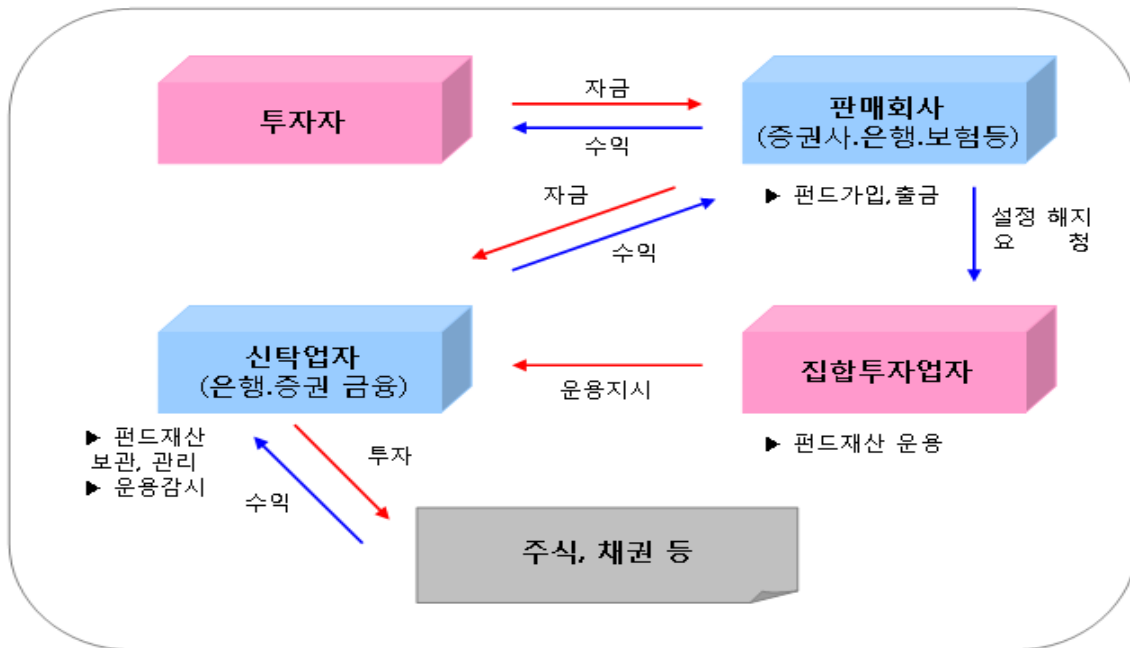 투자자
자금
수익
판매회사
(증권사.은행.보험등)
▶ 펀드가입,출금
자금
수익
설정 해지
요 청
신탁업자
(은행.증권 금융)
▶ 펀드재산
보관, 관리
▶ 운용감시
운용지시
집합투자업자
▶ 펀드재산 운용
투자
수익
주식, 채권 등